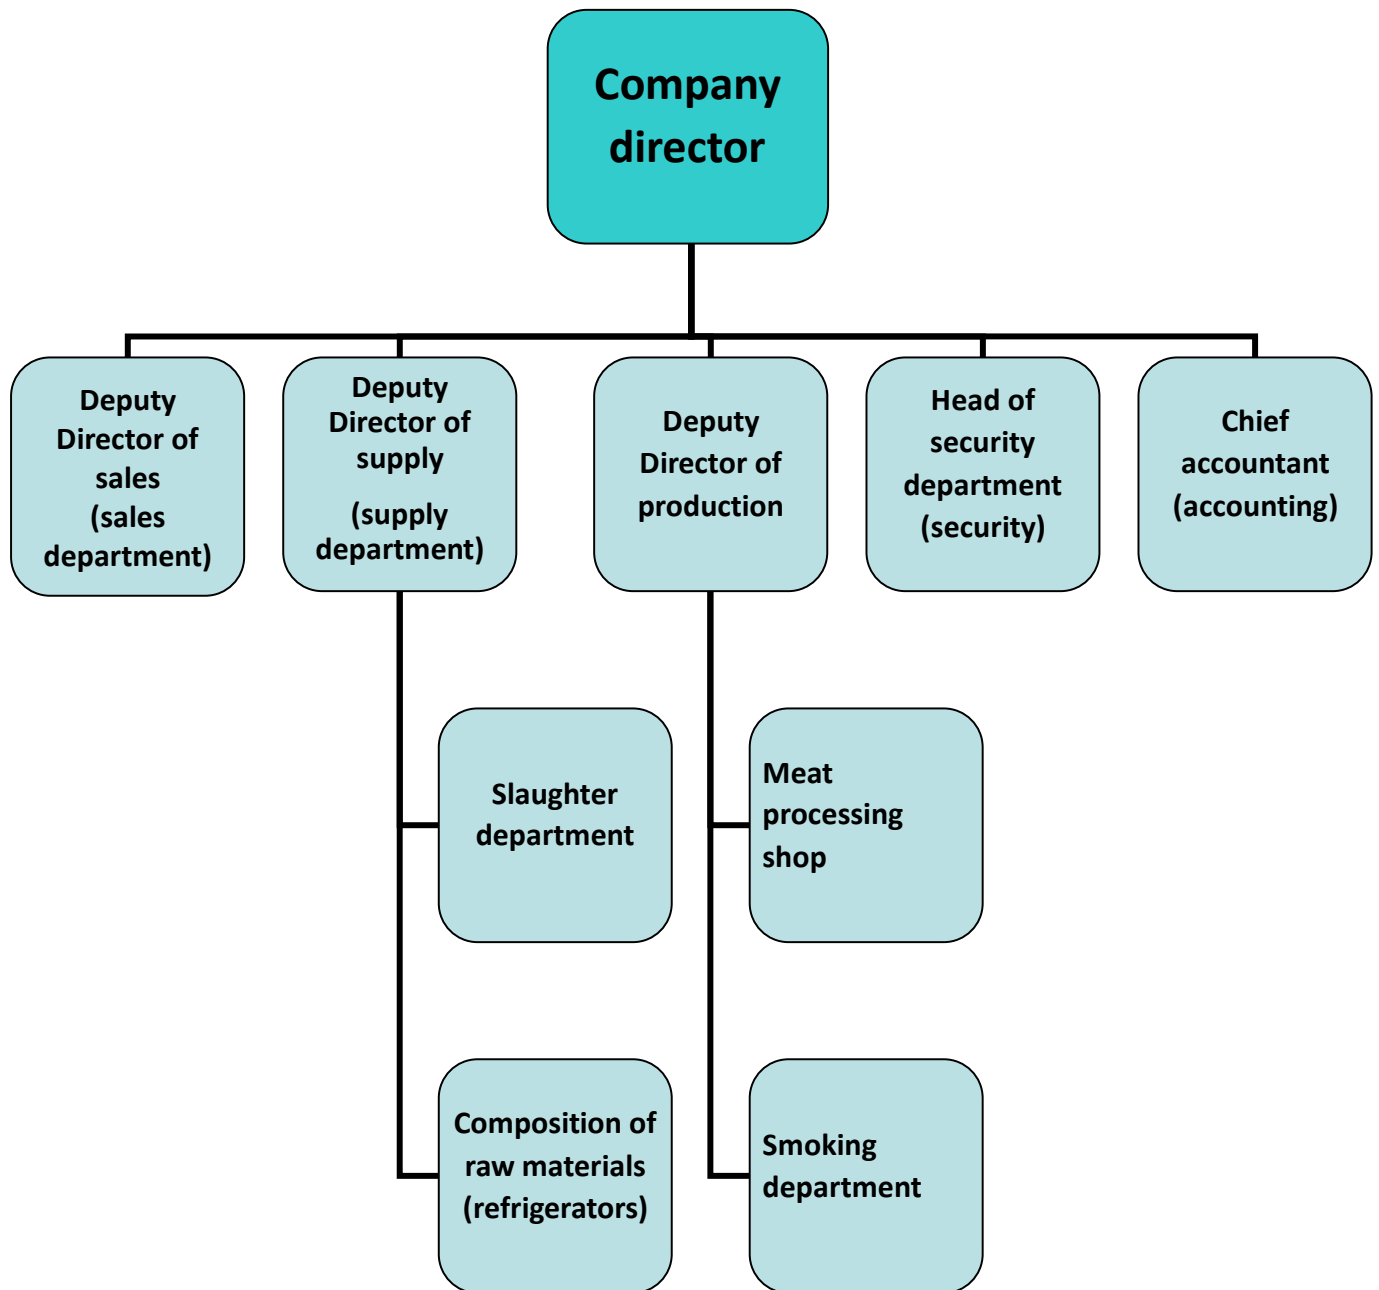 Company
director
Deputy
Director of
sales
(sales
department)
Deputy
Director of
supply
(supply
department)
Deputy
Director of
production
Head of
security
department
(security)
Chief
accountant
(accounting)
Slaughter
department
Meat
processing
shop
Composition of
raw materials
(refrigerators)
Smoking
department